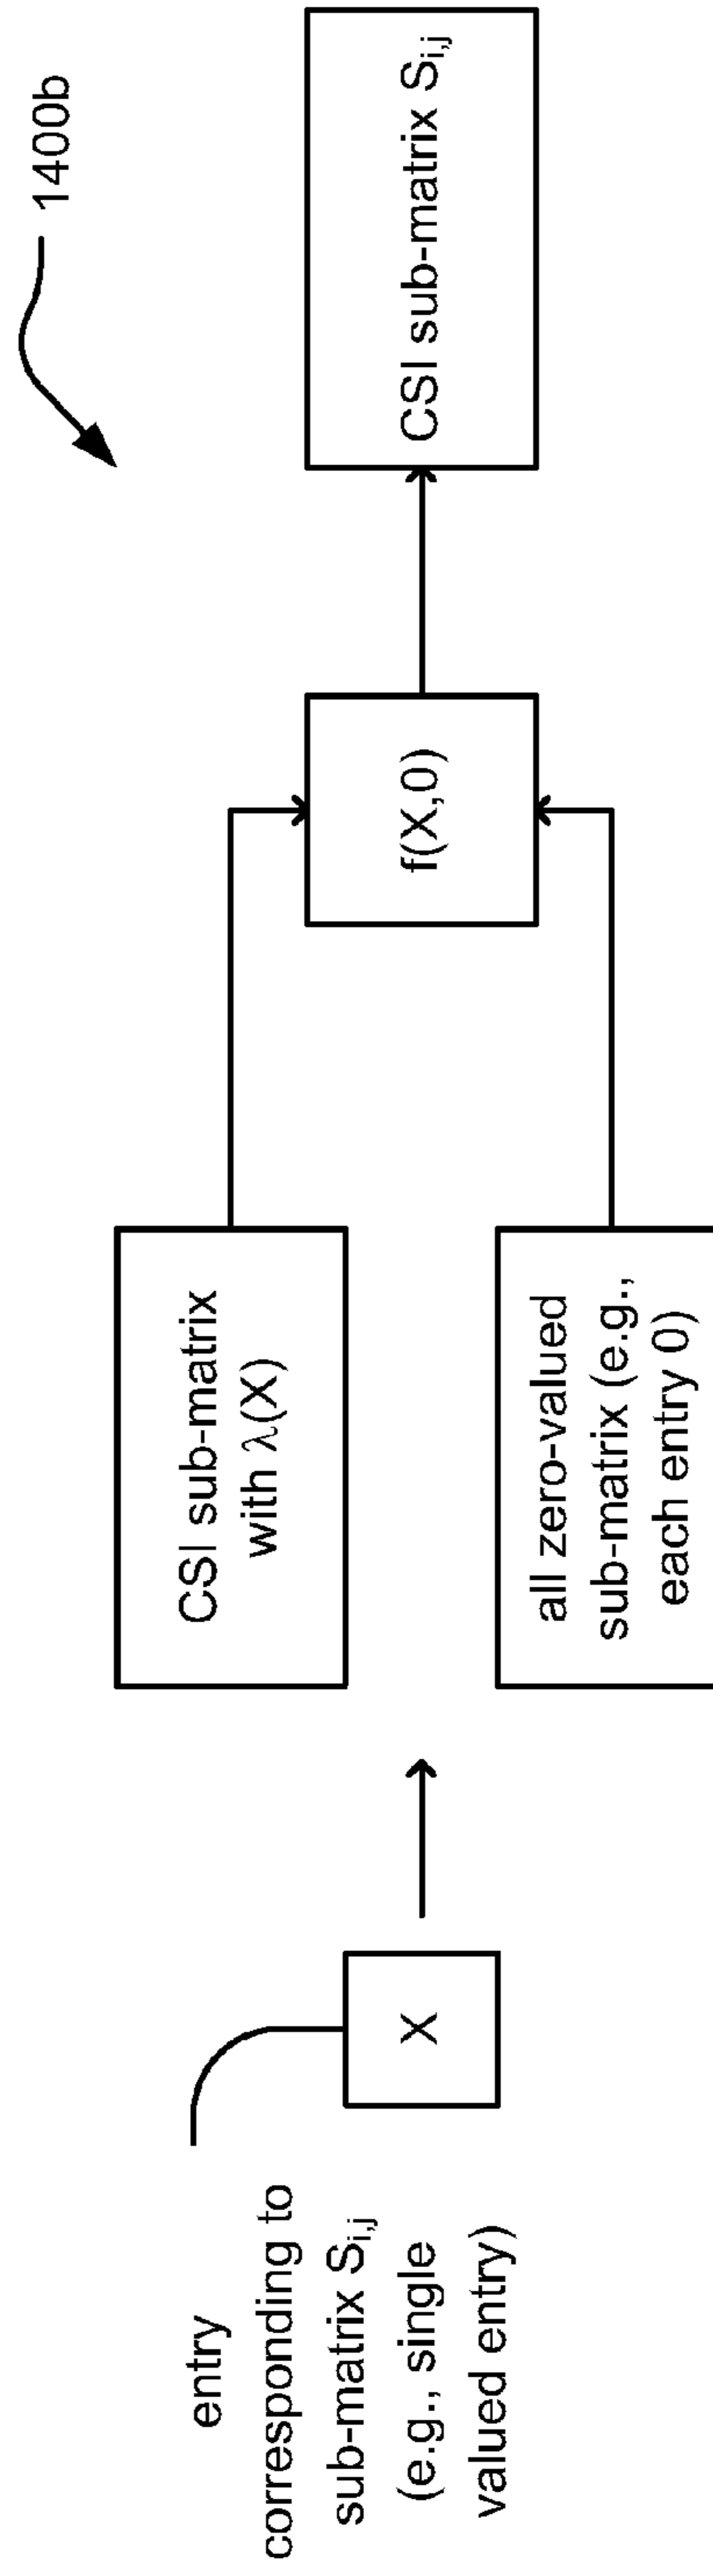 1400b
entry
corresponding to
sub-matrix Si,j
(e.g., single
valued entry)
X
CSI sub-matrix
with λ(X)
all zero-valued
sub-matrix (e.g.,
each entry 0)
f(X,0)
CSI sub-matrix Si,j